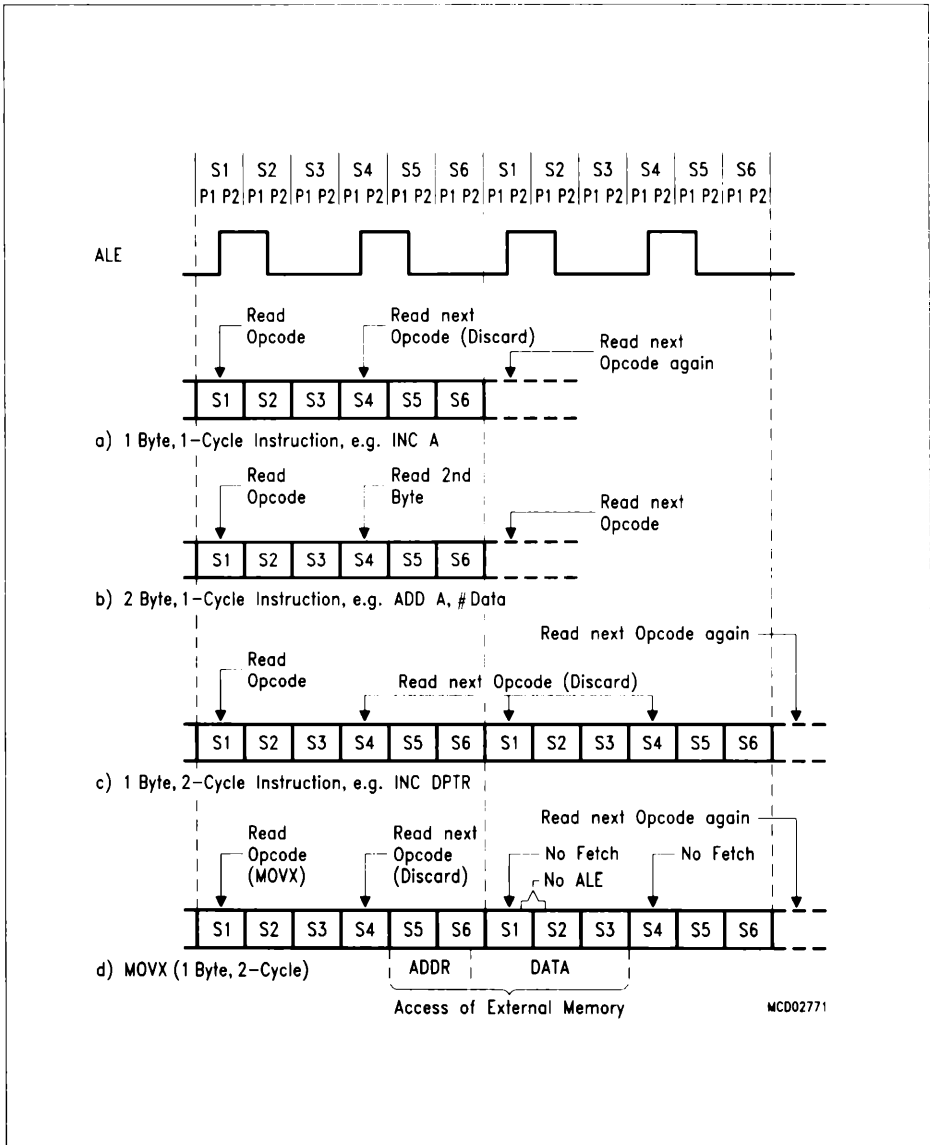 S1 S2 S3 S4 S5 S6 S1 S2 S3 S4 S5 S6
P1 P2 P1 P2 P1 P2 P1 P2 P1 P2 P1 P2 P1 P2 P1 P2 P1 P2 P1 P2 P1 P2 P1 P2
ALE
Read
Opcode
Read next
Opcode (Discard)
Read next
Opcode again
S1 S2 S3 S4 S5 S6
a) 1 Byte, 1-Cycle Instruction, e.g. INC A
Read
Opcode
Read 2nd
Byte
Read next
Opcode
S1 S2 S3 S4 S5 S6
b) 2 Byte, 1-Cycle Instruction, e.g. ADD A, #Data
Read next Opcode again
Read
Opcode
Read next Opcode (Discard)
S1 S2 S3 S4 S5 S6 S1 S2 S3 S4 S5 S6
c) 1 Byte, 2-Cycle Instruction, e.g. INC DPTR
Read next Opcode again
Read
Opcode
(MOVX)
Read next
Opcode
(Discard)
No Fetch
No ALE
No Fetch
S1 S2 S3 S4 S5 S6 S1 S2 S3 S4 S5 S6
d) MOVX (1 Byte, 2-Cycle)
ADDR DATA
Access of External Memory
MCD02771